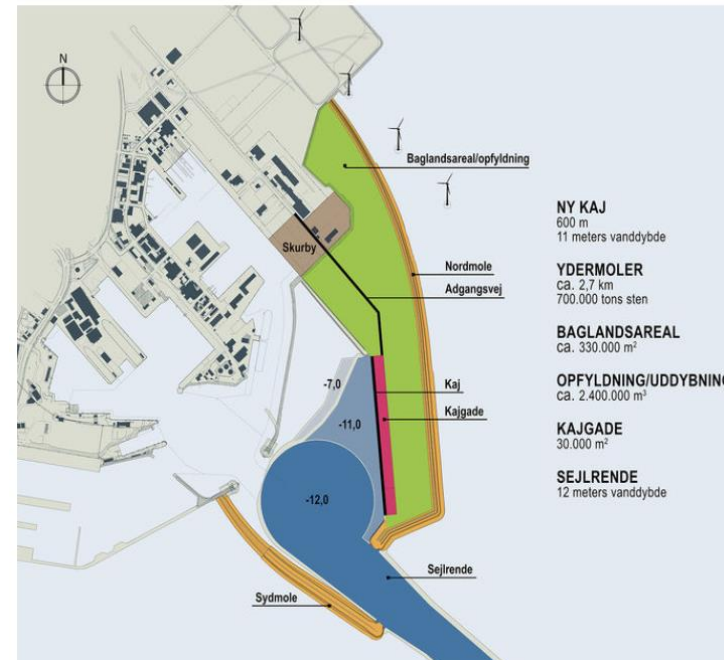 N
Baglandsareal/opfyldning
Skurby
Nordmole
Adgangsvej
-7,0
Kaj
-11,0
Kajgade
-12,0
Sejlrende
Sydmole
NY KAJ
600 m
11 meters vanddybde
YDERMOLER
ca. 2,7 km
700.000 tons sten
BAGLANDSAREAL
ca. 330.000 m²
OPFYLDNING/UDDYBNING
ca. 2.400.000 m³
KAJGADE
30.000 m²
SEJLRENDE
12 meters vanddybde